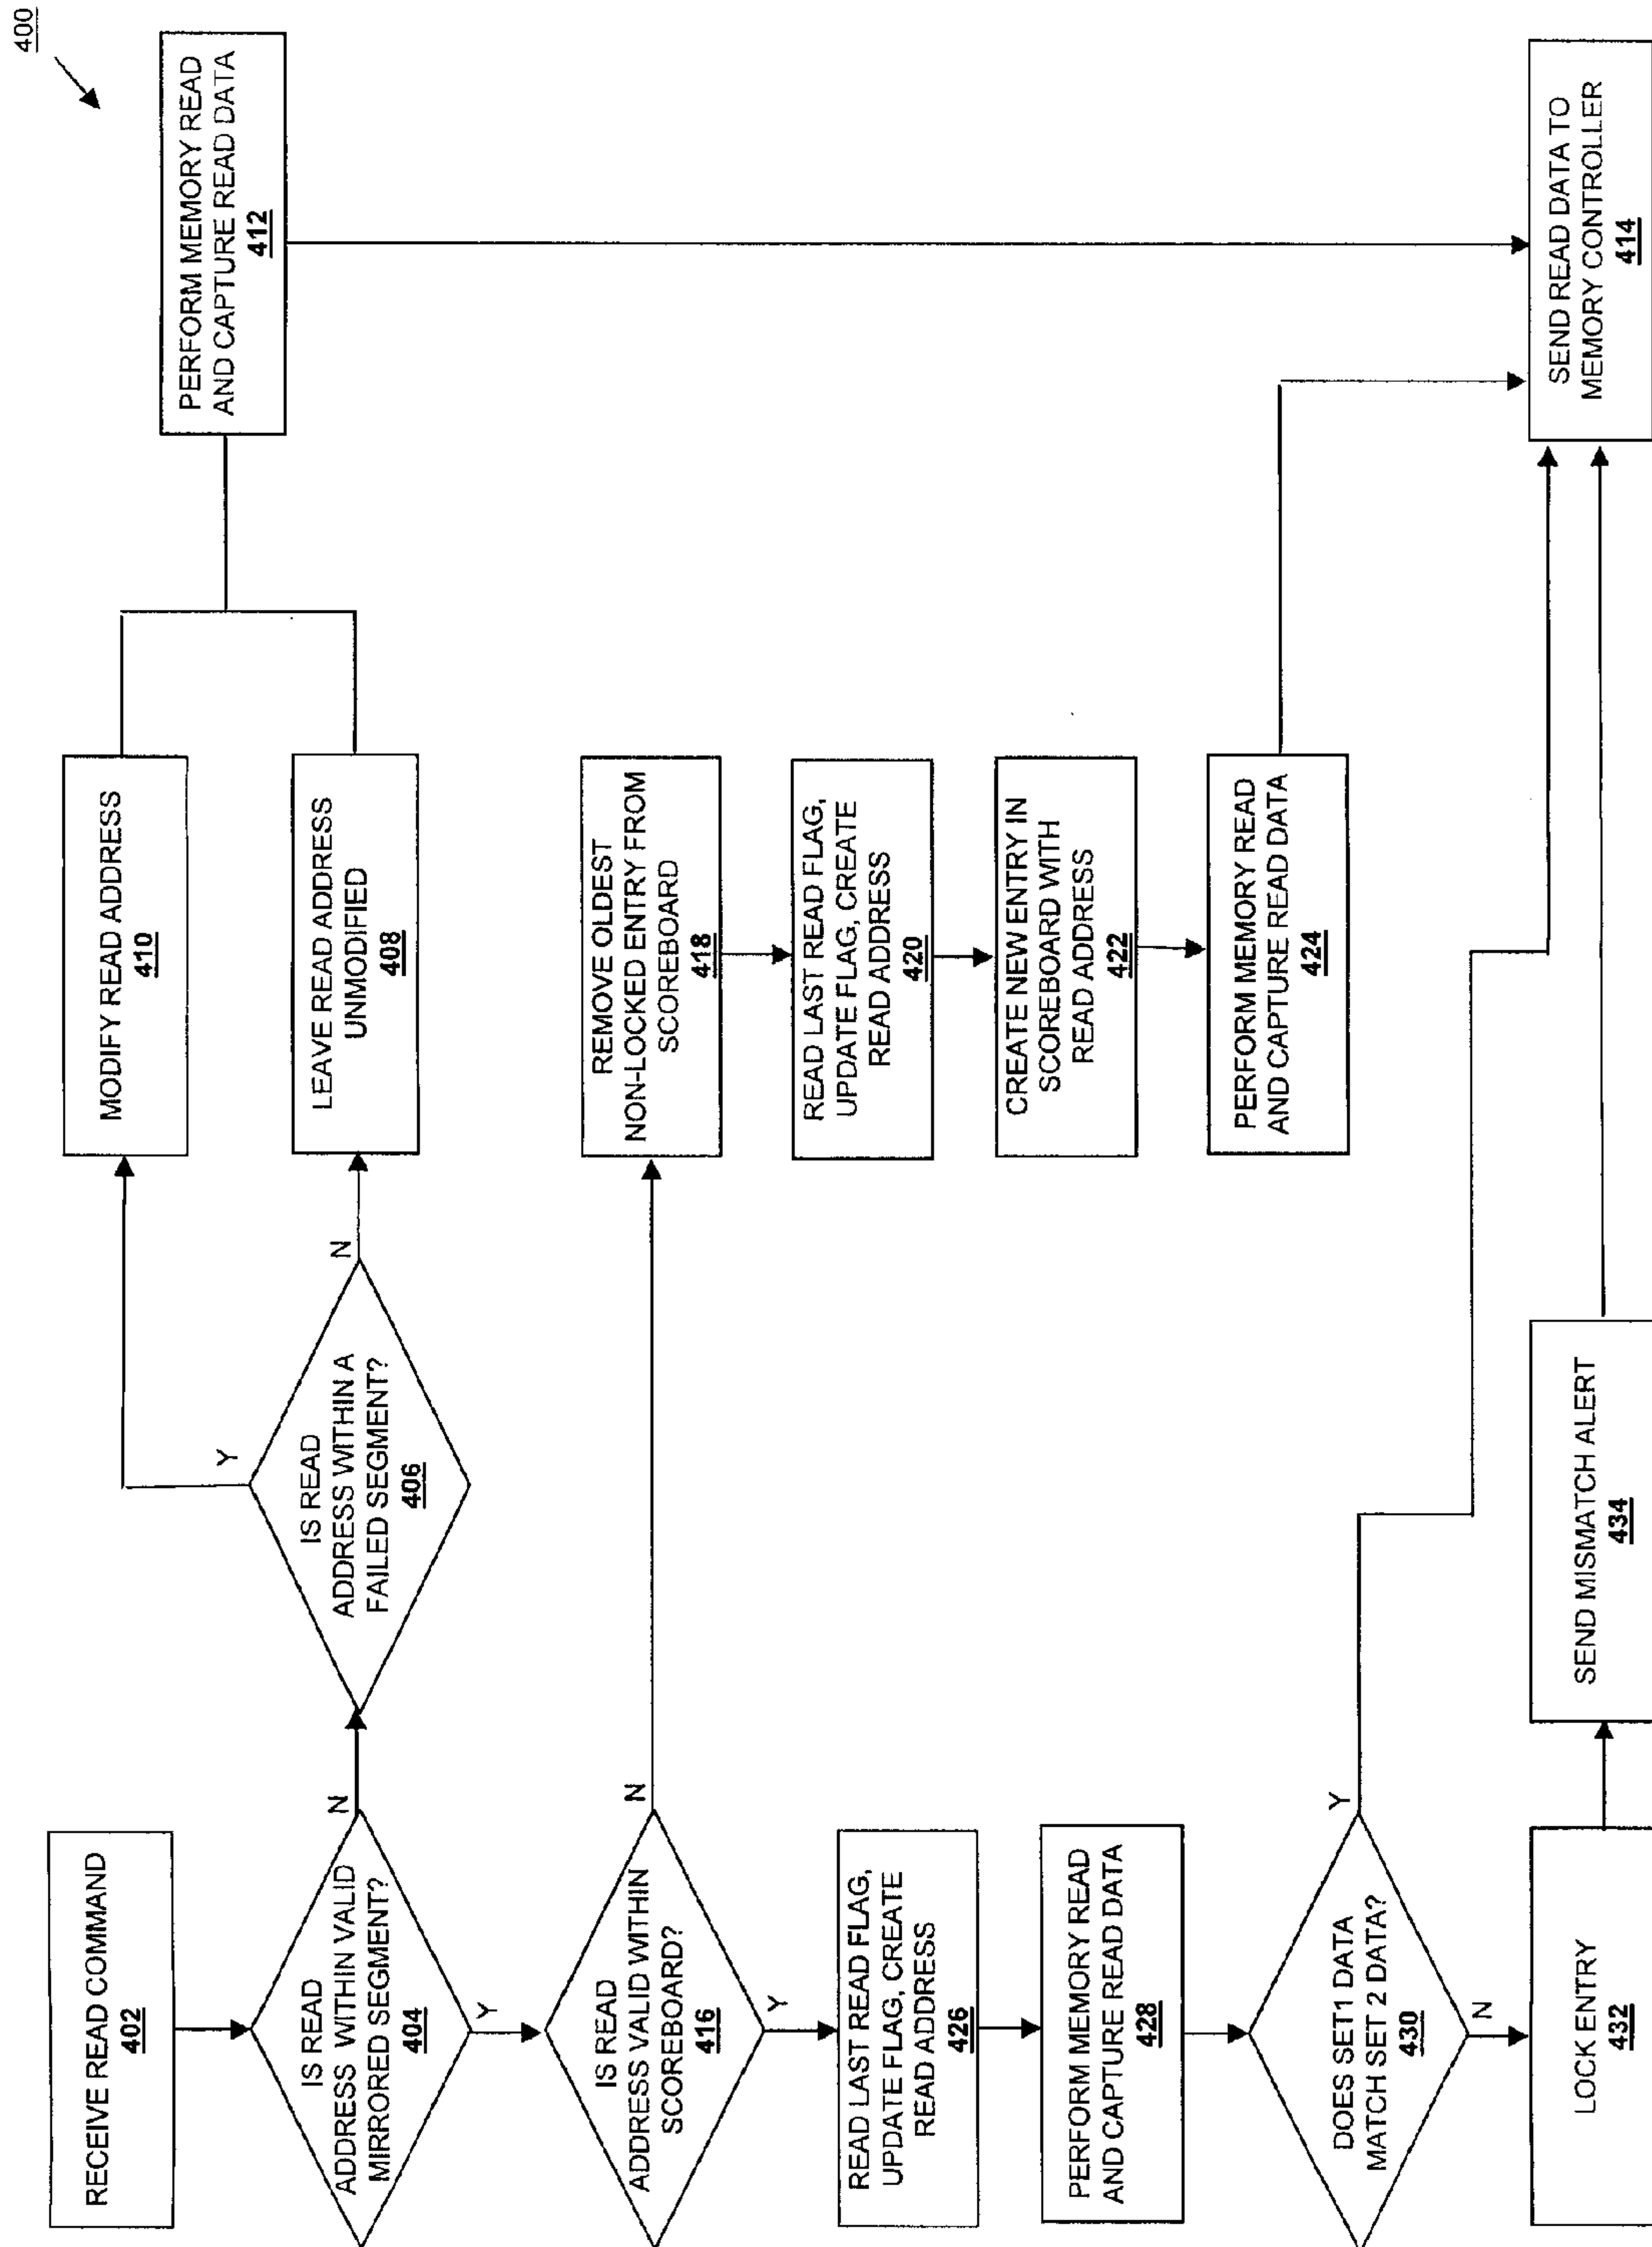 400
RECEIVE READ COMMAND
402
IS READ
ADDRESS WITHIN VALID
MIRRORED SEGMENT?
404
N
Y
IS READ
ADDRESS WITHIN A
FAILED SEGMENT?
406
Y
N
MODIFY READ ADDRESS
410
LEAVE READ ADDRESS
UNMODIFIED
408
PERFORM MEMORY READ
AND CAPTURE READ DATA
412
IS READ
ADDRESS VALID WITHIN
SCOREBOARD?
416
N
Y
REMOVE OLDEST
NON-LOCKED ENTRY FROM
SCOREBOARD
418
READ LAST READ FLAG,
UPDATE FLAG, CREATE
READ ADDRESS
420
CREATE NEW ENTRY IN
SCOREBOARD WITH
READ ADDRESS
422
PERFORM MEMORY READ
AND CAPTURE READ DATA
424
READ LAST READ FLAG,
UPDATE FLAG, CREATE
READ ADDRESS
426
PERFORM MEMORY READ
AND CAPTURE READ DATA
428
DOES SET1 DATA
MATCH SET 2 DATA?
430
Y
N
LOCK ENTRY
432
SEND MISMATCH ALERT
434
SEND READ DATA TO
MEMORY CONTROLLER
414